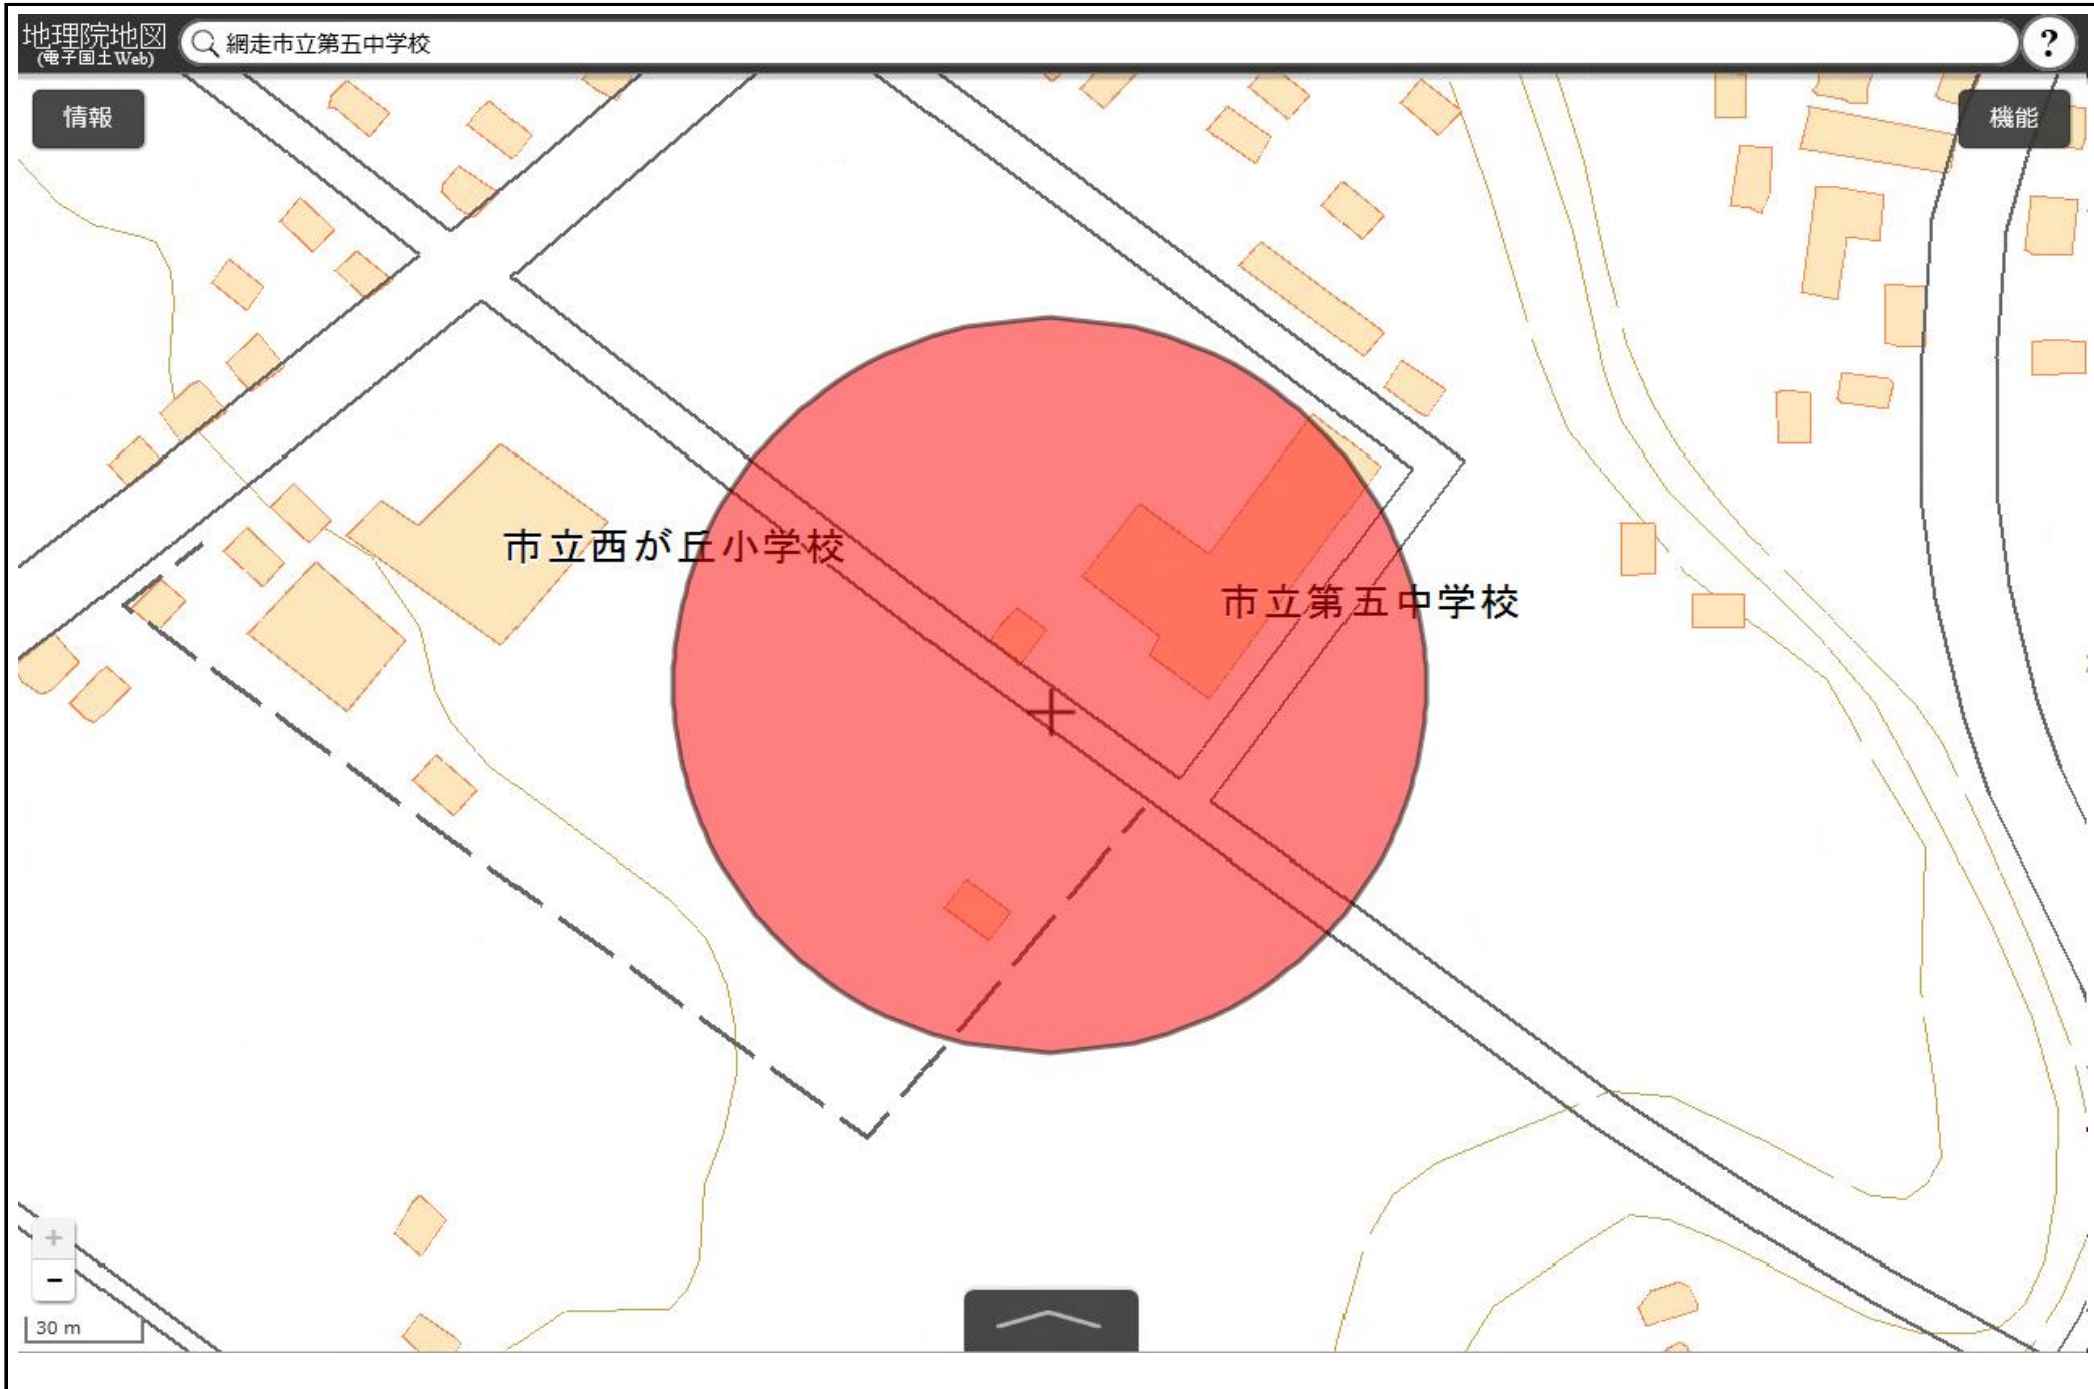 地理院地図
(電子国土Web)
網走市立第五中学校
?
情報
機能
市立西が丘小学校
市立第五中学校
+
−
30 m